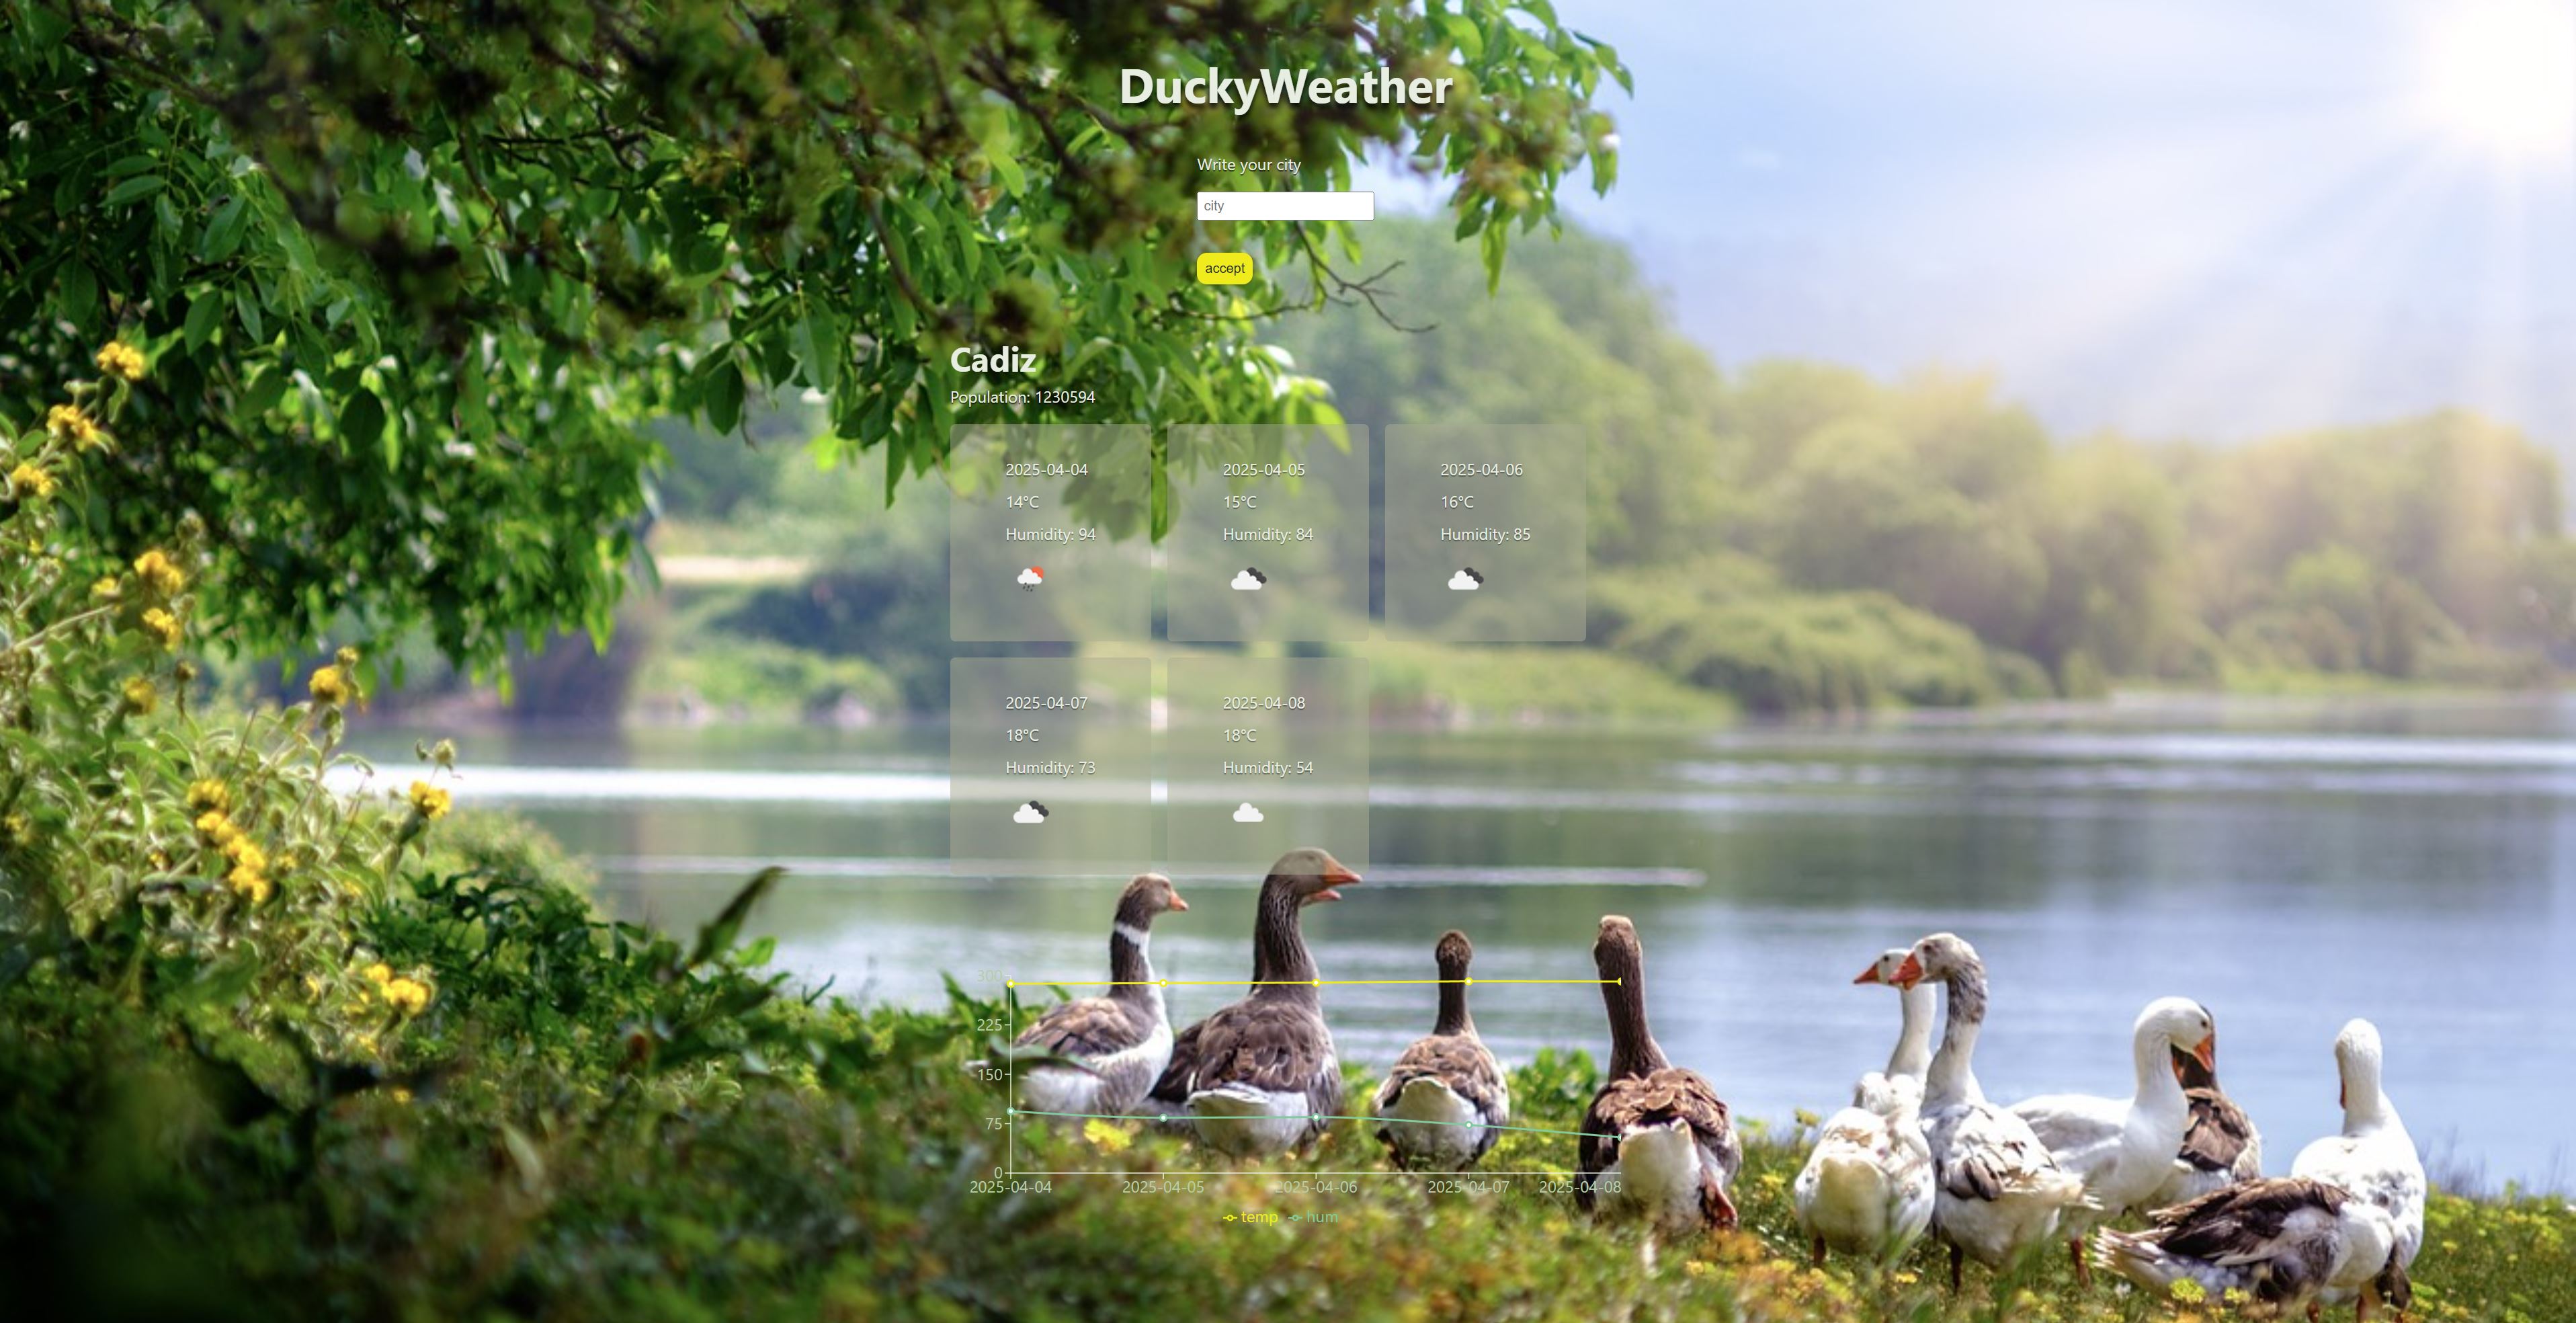 DuckyWeather
Write your city
city
accept
Cadiz
Population: 1230594
2025-04-04
14°C
Humidity: 94
2025-04-05
15°C
Humidity: 84
2025-04-06
16°C
Humidity: 85
2025-04-07
18°C
Humidity: 73
2025-04-08
18°C
Humidity: 54
300
225
150
75
0
2025-04-04 2025-04-05 2025-04-06 2025-04-07 2025-04-08
temp hum